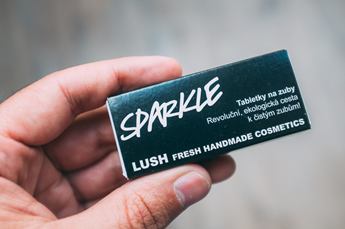 SPARKLE
Tabletky na zuby
Revoluční, ekologická cesta
k čistým zubům!
LUSH FRESH HANDMADE COSMETICS